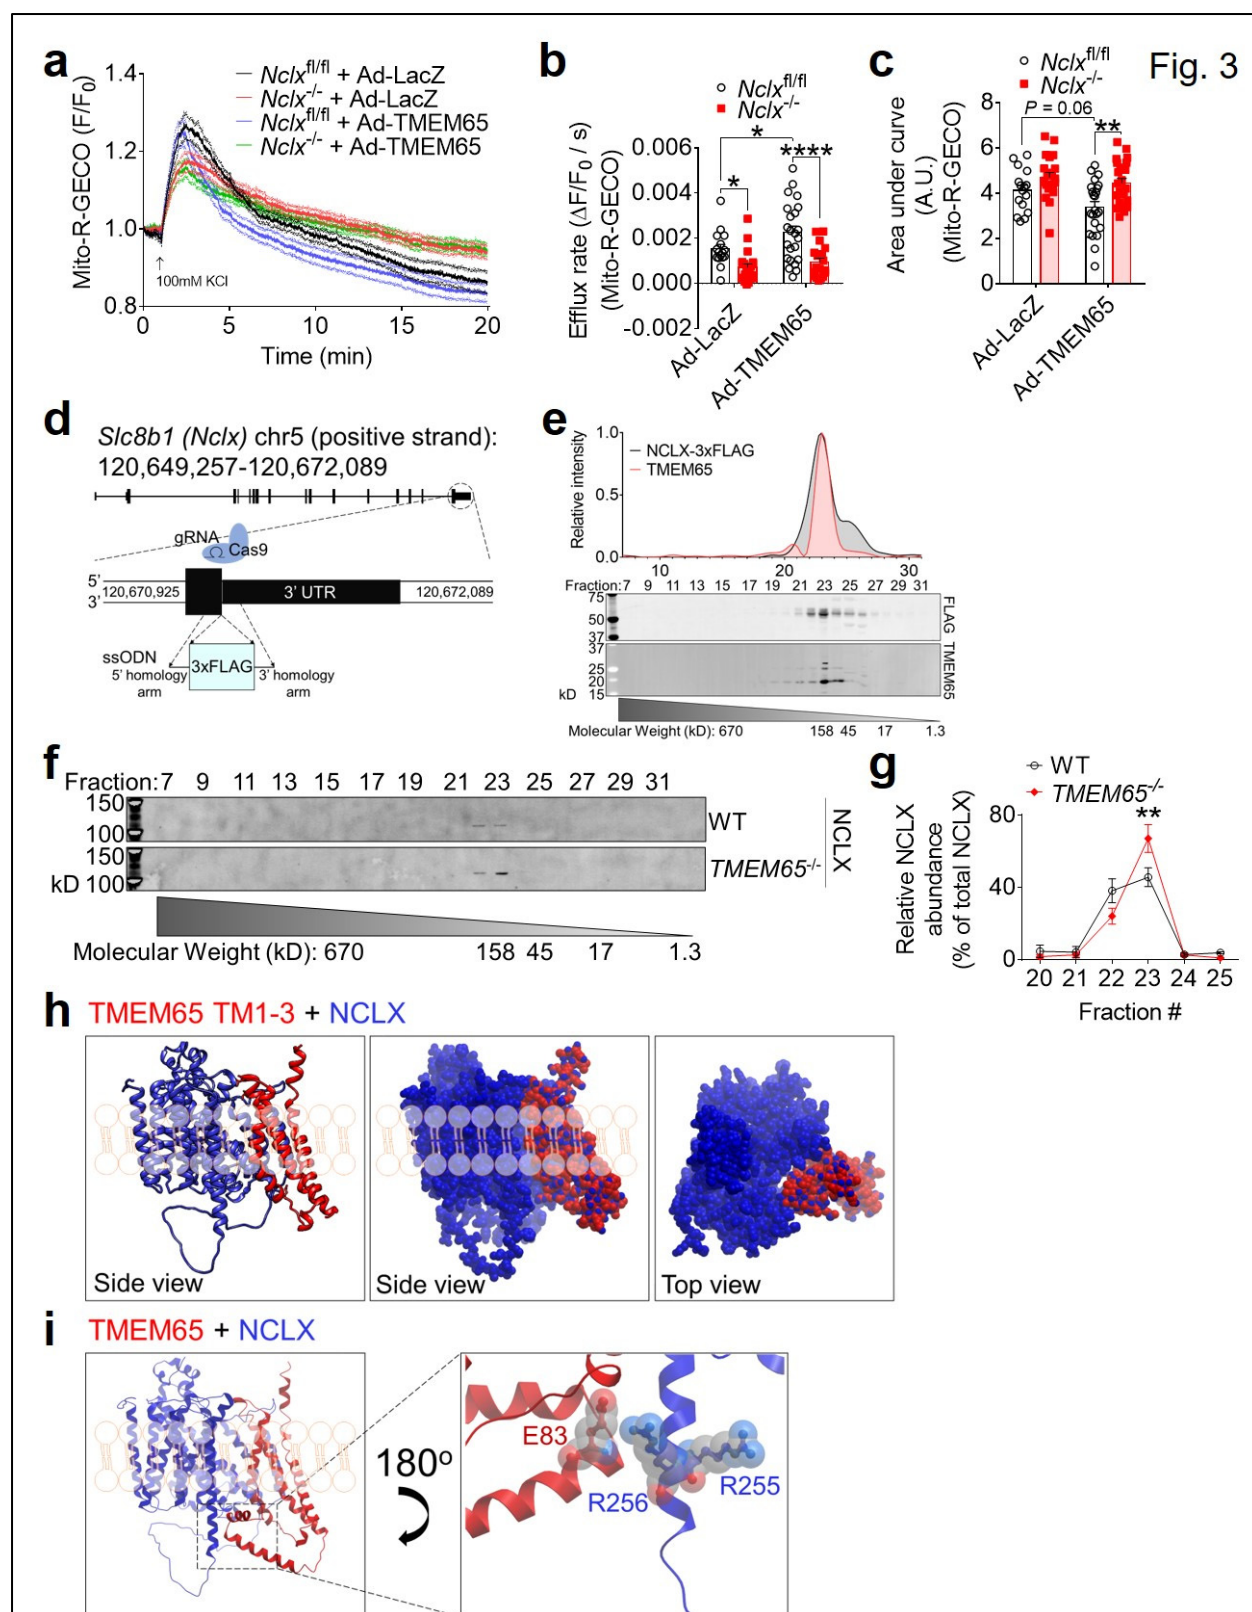 Fig. 3
a
Mito-R-GECO (F/F0)
1.4
1.2
1.0
0.8
Nclxfl/fl + Ad-LacZ
Nclx-/- + Ad-LacZ
Nclxfl/fl + Ad-TMEM65
Nclx-/- + Ad-TMEM65
↑
100mM KCl
0 5 10 15 20
Time (min)
b
Nclxfl/fl
Nclx-/-
Efflux rate (ΔF/F0 / s)
(Mito-R-GECO)
0.006
0.004
0.002
0.000
-0.002
*
*
****
Ad-LacZ
Ad-TMEM65
c
Nclxfl/fl
Nclx-/-
P = 0.06
**
Area under curve
(A.U.)
(Mito-R-GECO)
8
6
4
2
0
Ad-LacZ
Ad-TMEM65
d
Slc8b1 (Nclx) chr5 (positive strand):
120,649,257-120,672,089
gRNA
Cas9
5'
3'
120,670,925
3' UTR
120,672,089
ssODN
5' homology
arm
3xFLAG
3' homology
arm
e
Relative intensity
1.0
0.5
0.0
NCLX-3xFLAG
TMEM65
10 20 30
Fraction: 7 9 11 13 15 17 19 21 23 25 27 29 31
75
50
37
FLAG
37
25
20
15
kD
TMEM65
Molecular Weight (kD): 670 158 45 17 1.3
f
Fraction: 7 9 11 13 15 17 19 21 23 25 27 29 31
150
100
WT
150
kD 100
TMEM65-/-
NCLX
Molecular Weight (kD): 670 158 45 17 1.3
g
WT
TMEM65-/-
**
Relative NCLX
abundance
(% of total NCLX)
80
40
0
20 21 22 23 24 25
Fraction #
h
TMEM65 TM1-3 + NCLX
Side view
Side view
Top view
i
TMEM65 + NCLX
180o
E83
R256
R255